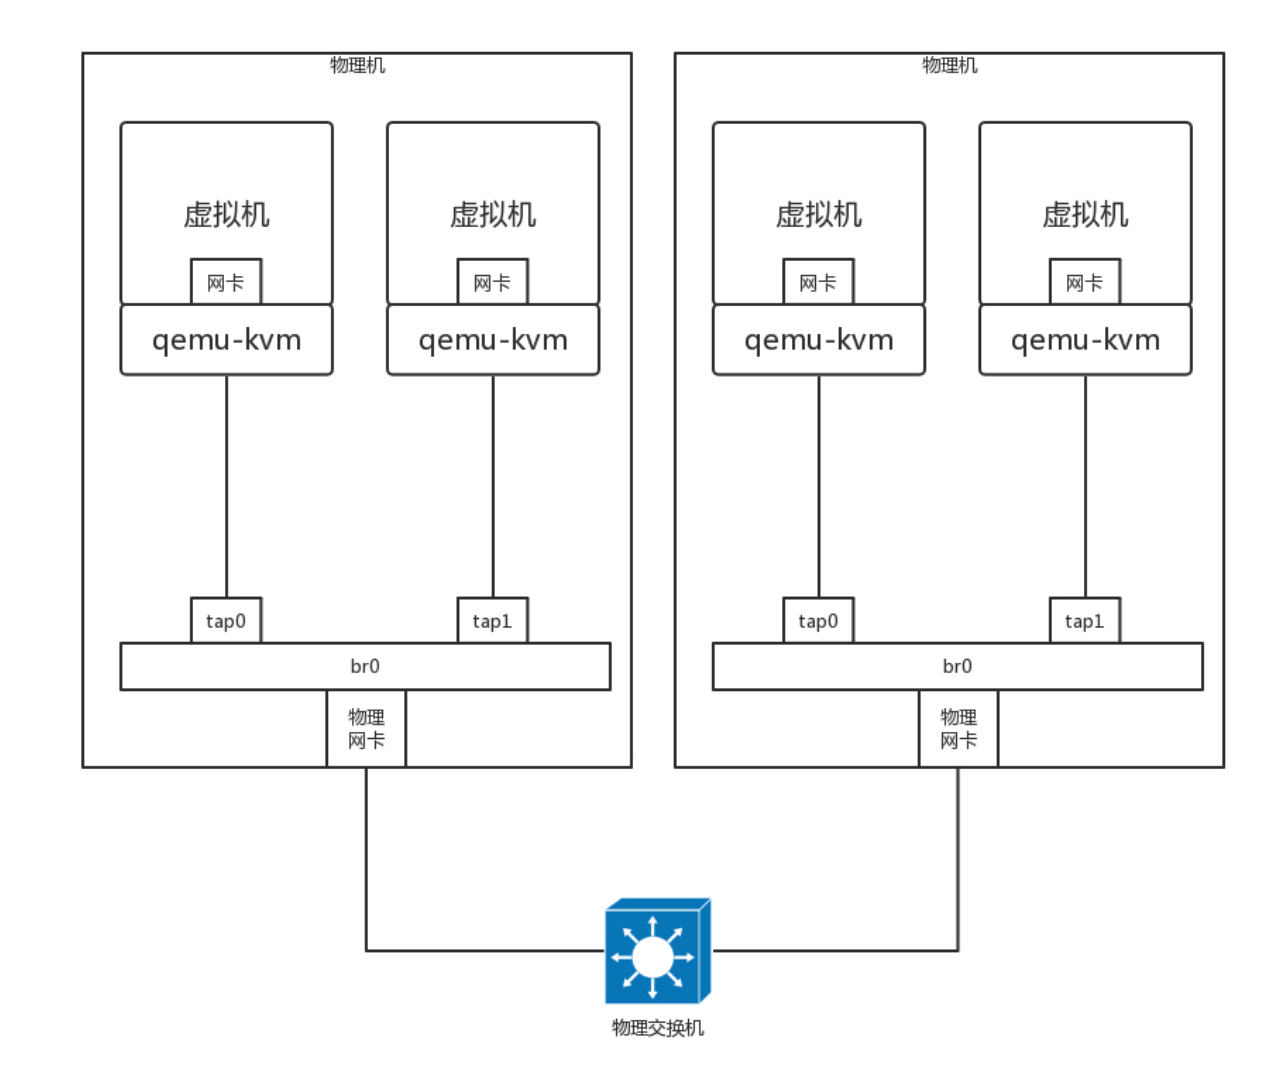 物理机
虚拟机
网卡
qemu-kvm
虚拟机
网卡
qemu-kvm
tap0
tap1
br0
物理
网卡
物理机
虚拟机
网卡
qemu-kvm
虚拟机
网卡
qemu-kvm
tap0
tap1
br0
物理
网卡
物理交换机